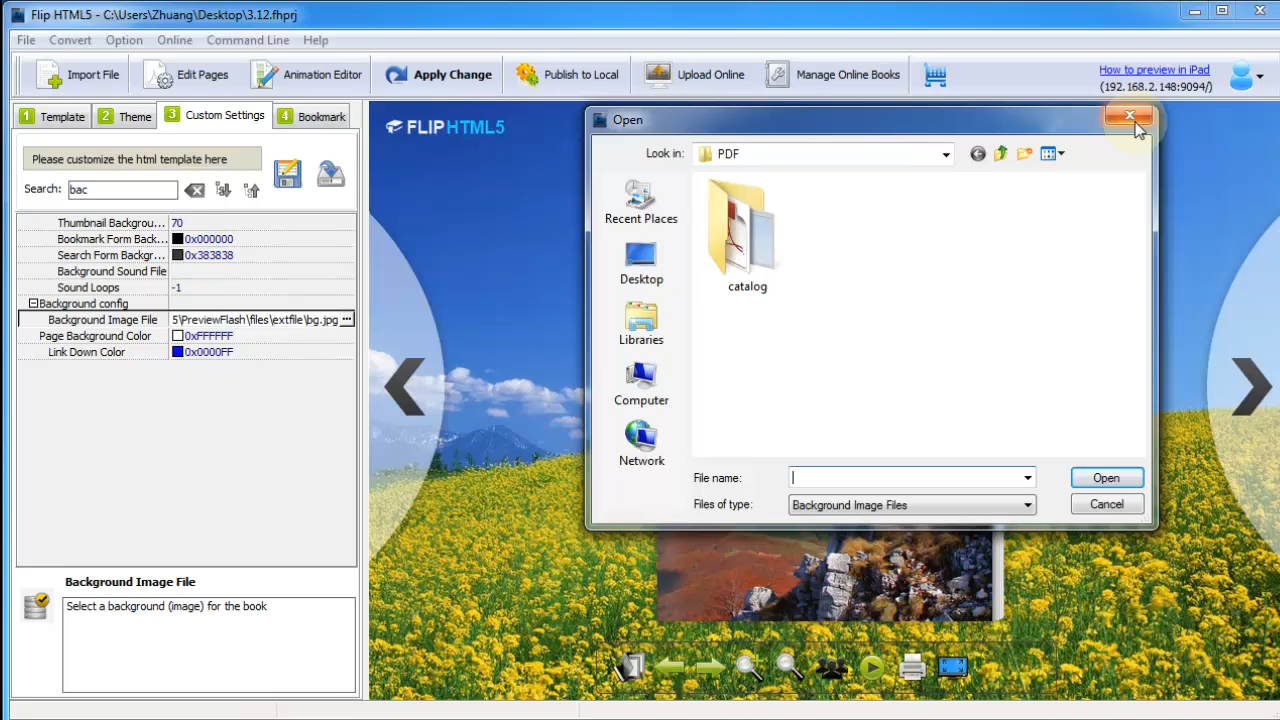 Flip HTML5 - C:\Users\Zhuang\Desktop\3.12.fhprj
File Convert Option Online Command Line Help
Import File Edit Pages Animation Editor Apply Change Publish to Local Upload Online Manage Online Books How to preview in iPad
(192.168.2.148:9094/)
1 Template 2 Theme 3 Custom Settings 4 Bookmark
Please customize the html template here
Search: bac
Thumbnail Backgrou... 70
Bookmark Form Back... 0x000000
Search Form Backgr... 0x383838
Background Sound File
Sound Loops -1
Background config
Background Image File 5\PreviewFlash\files\extfile\bg.jpg ...
Page Background Color 0xFFFFFF
Link Down Color 0x0000FF
Background Image File
Select a background (image) for the book
FLIPHTML5
Open
Look in: PDF
Recent Places
Desktop
Libraries
Computer
Network
catalog
File name: Open
Files of type: Background Image Files Cancel